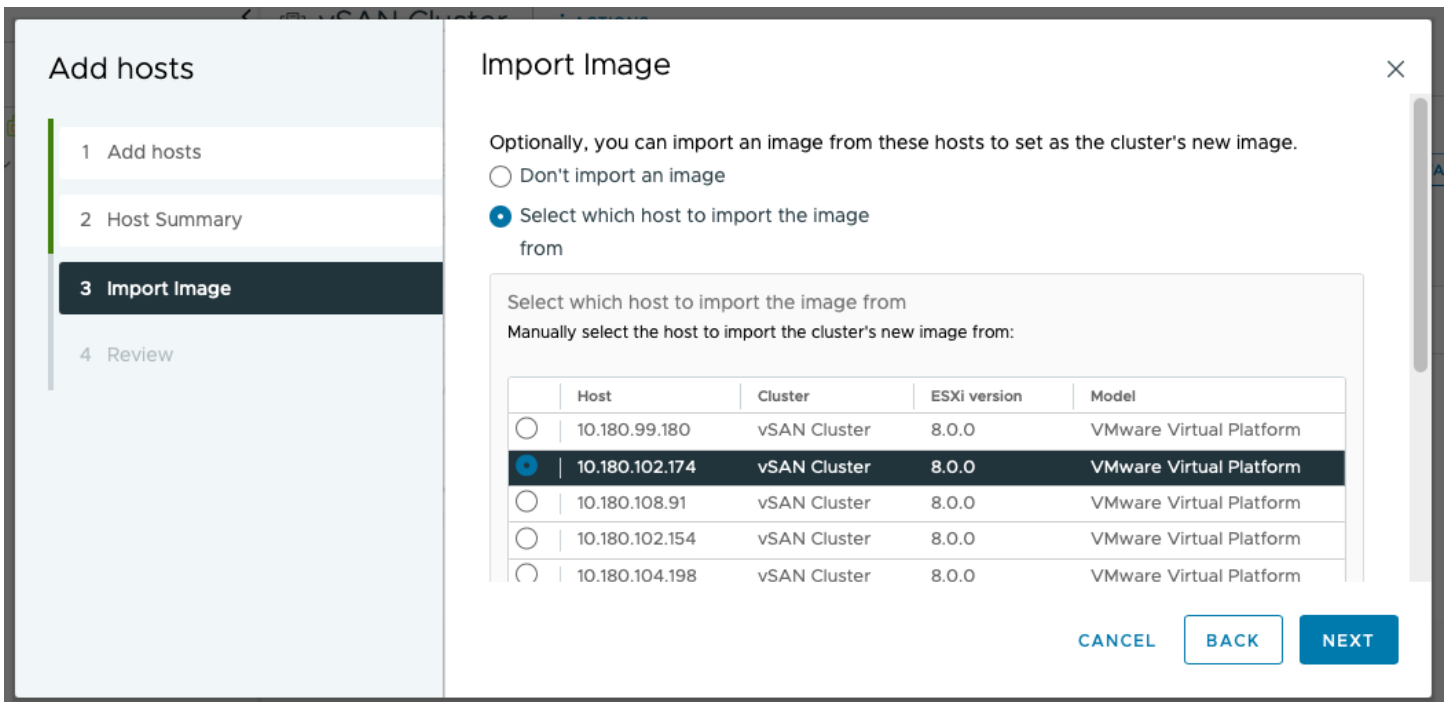 vSAN Cluster ACTIONS
Add hosts
1 Add hosts
2 Host Summary
3 Import Image
4 Review
Import Image
Optionally, you can import an image from these hosts to set as the cluster's new image.
Don't import an image
Select which host to import the image
from
Select which host to import the image from
Manually select the host to import the cluster's new image from:
Host Cluster ESXi version Model
10.180.99.180 vSAN Cluster 8.0.0 VMware Virtual Platform
10.180.102.174 vSAN Cluster 8.0.0 VMware Virtual Platform
10.180.108.91 vSAN Cluster 8.0.0 VMware Virtual Platform
10.180.102.154 vSAN Cluster 8.0.0 VMware Virtual Platform
10.180.104.198 vSAN Cluster 8.0.0 VMware Virtual Platform
CANCEL BACK NEXT